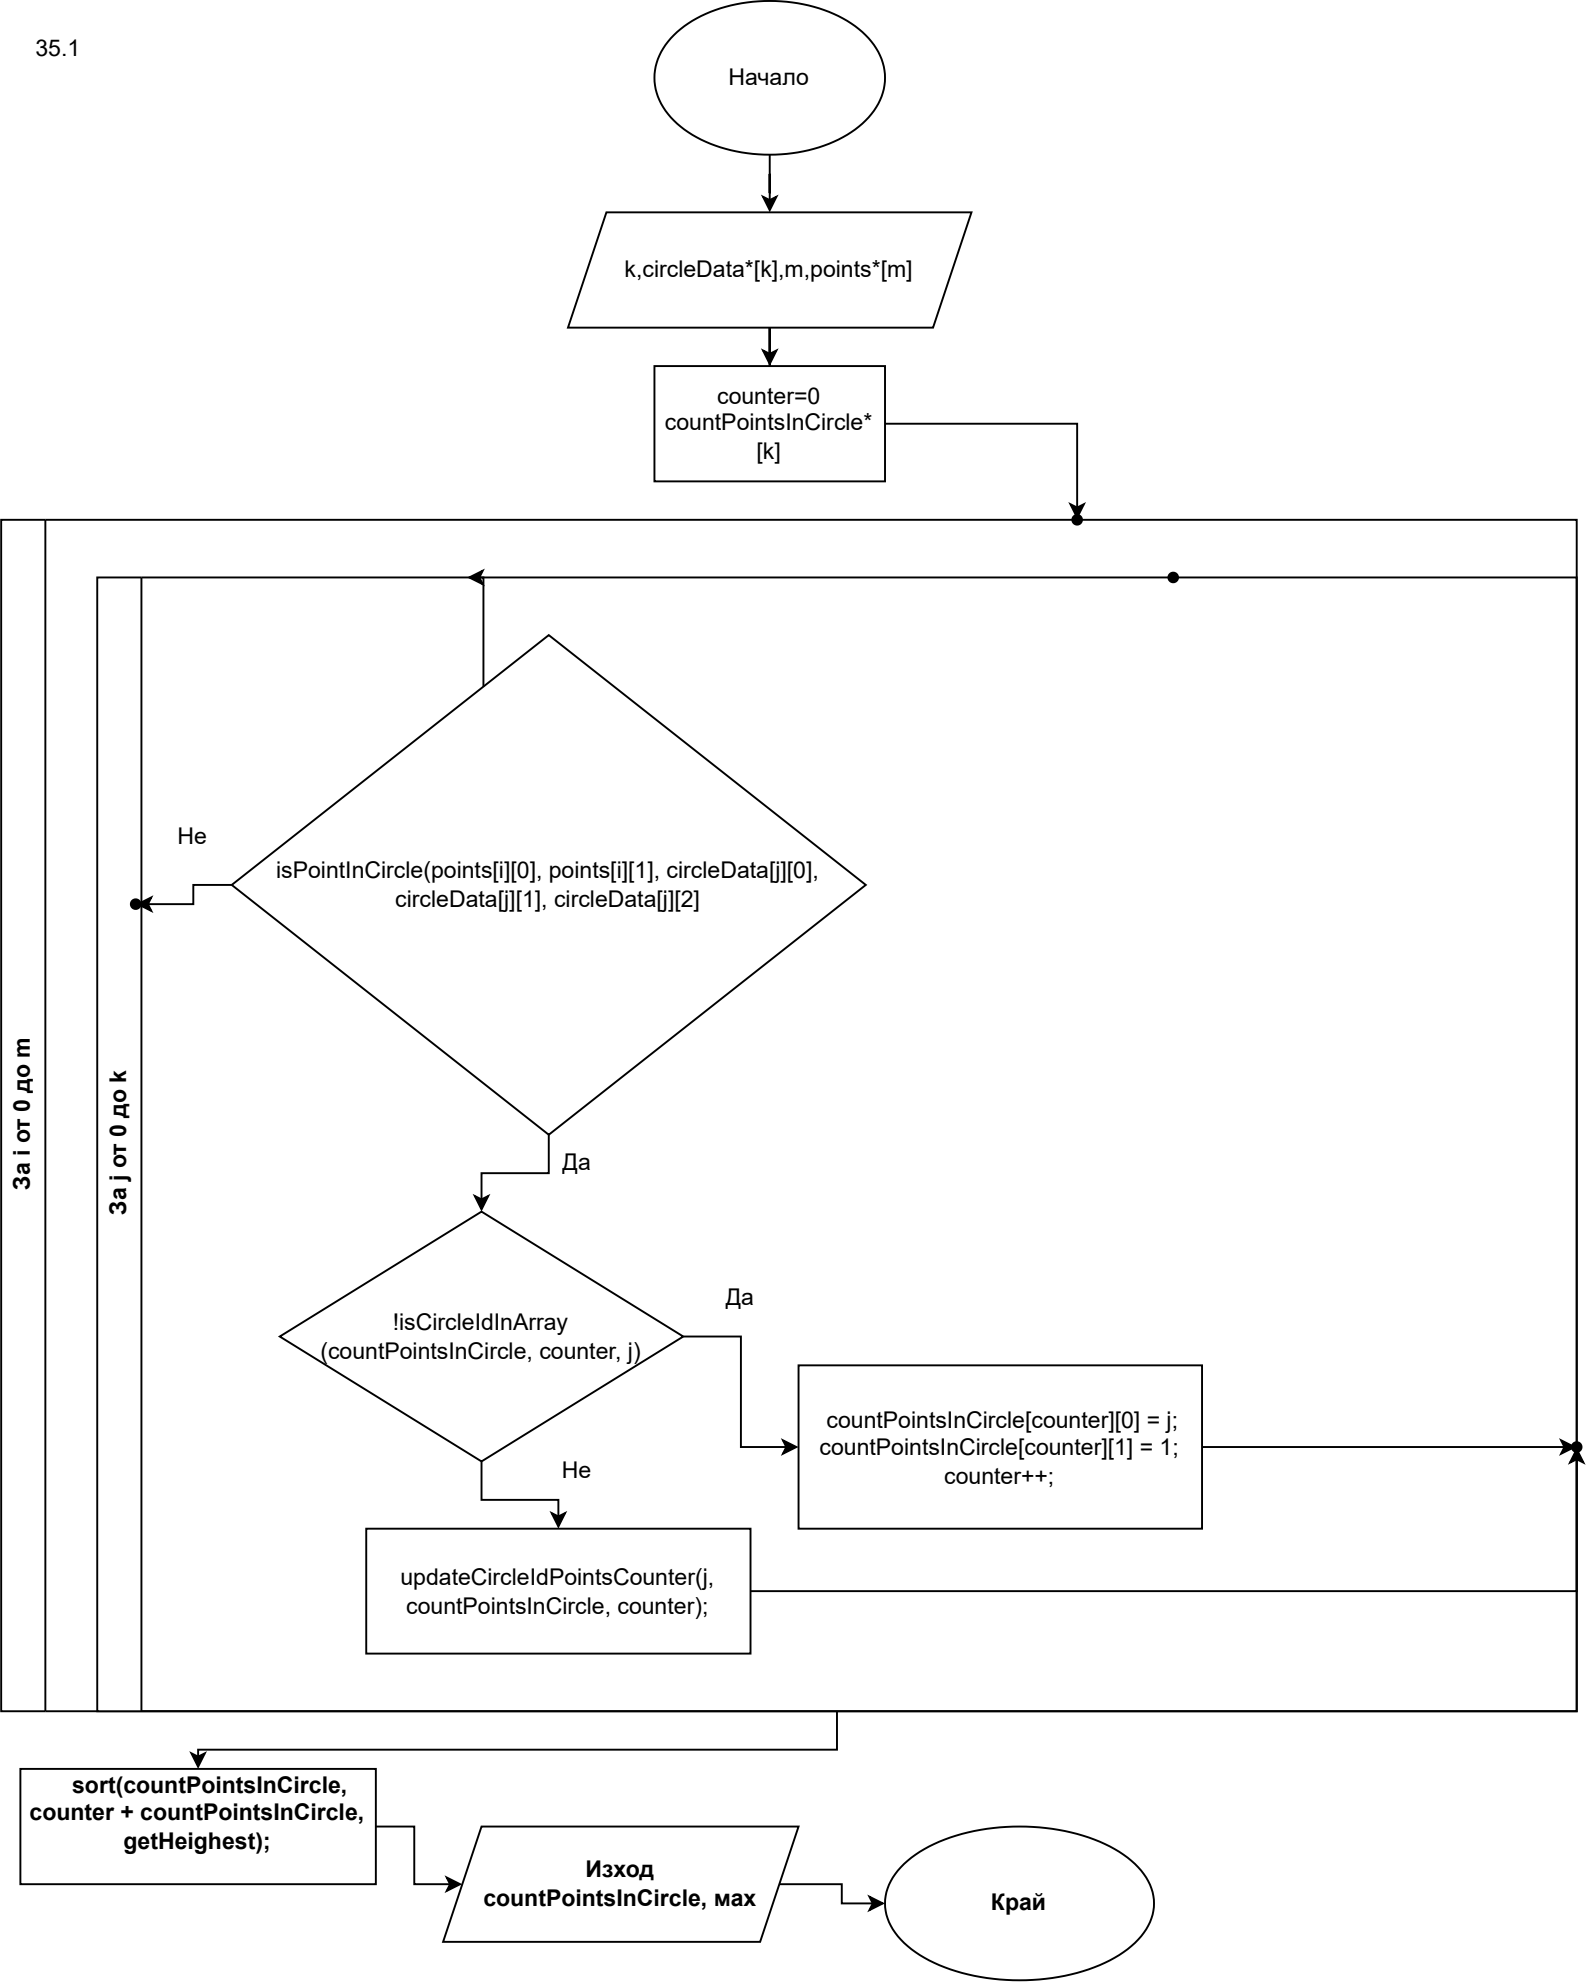 35.1
Начало
k,circleData*[k],m,points*[m]
counter=0
countPointsInCircle*
[k]
За i от 0 до m
За j от 0 до k
Не
isPointInCircle(points[i][0], points[i][1], circleData[j][0],
circleData[j][1], circleData[j][2]
Да
!isCircleIdInArray
(countPointsInCircle, counter, j)
Да
countPointsInCircle[counter][0] = j;
countPointsInCircle[counter][1] = 1;
counter++;
Не
updateCircleIdPointsCounter(j,
countPointsInCircle, counter);
sort(countPointsInCircle,
counter + countPointsInCircle,
getHeighest);
Изход
countPointsInCircle, мах
Край